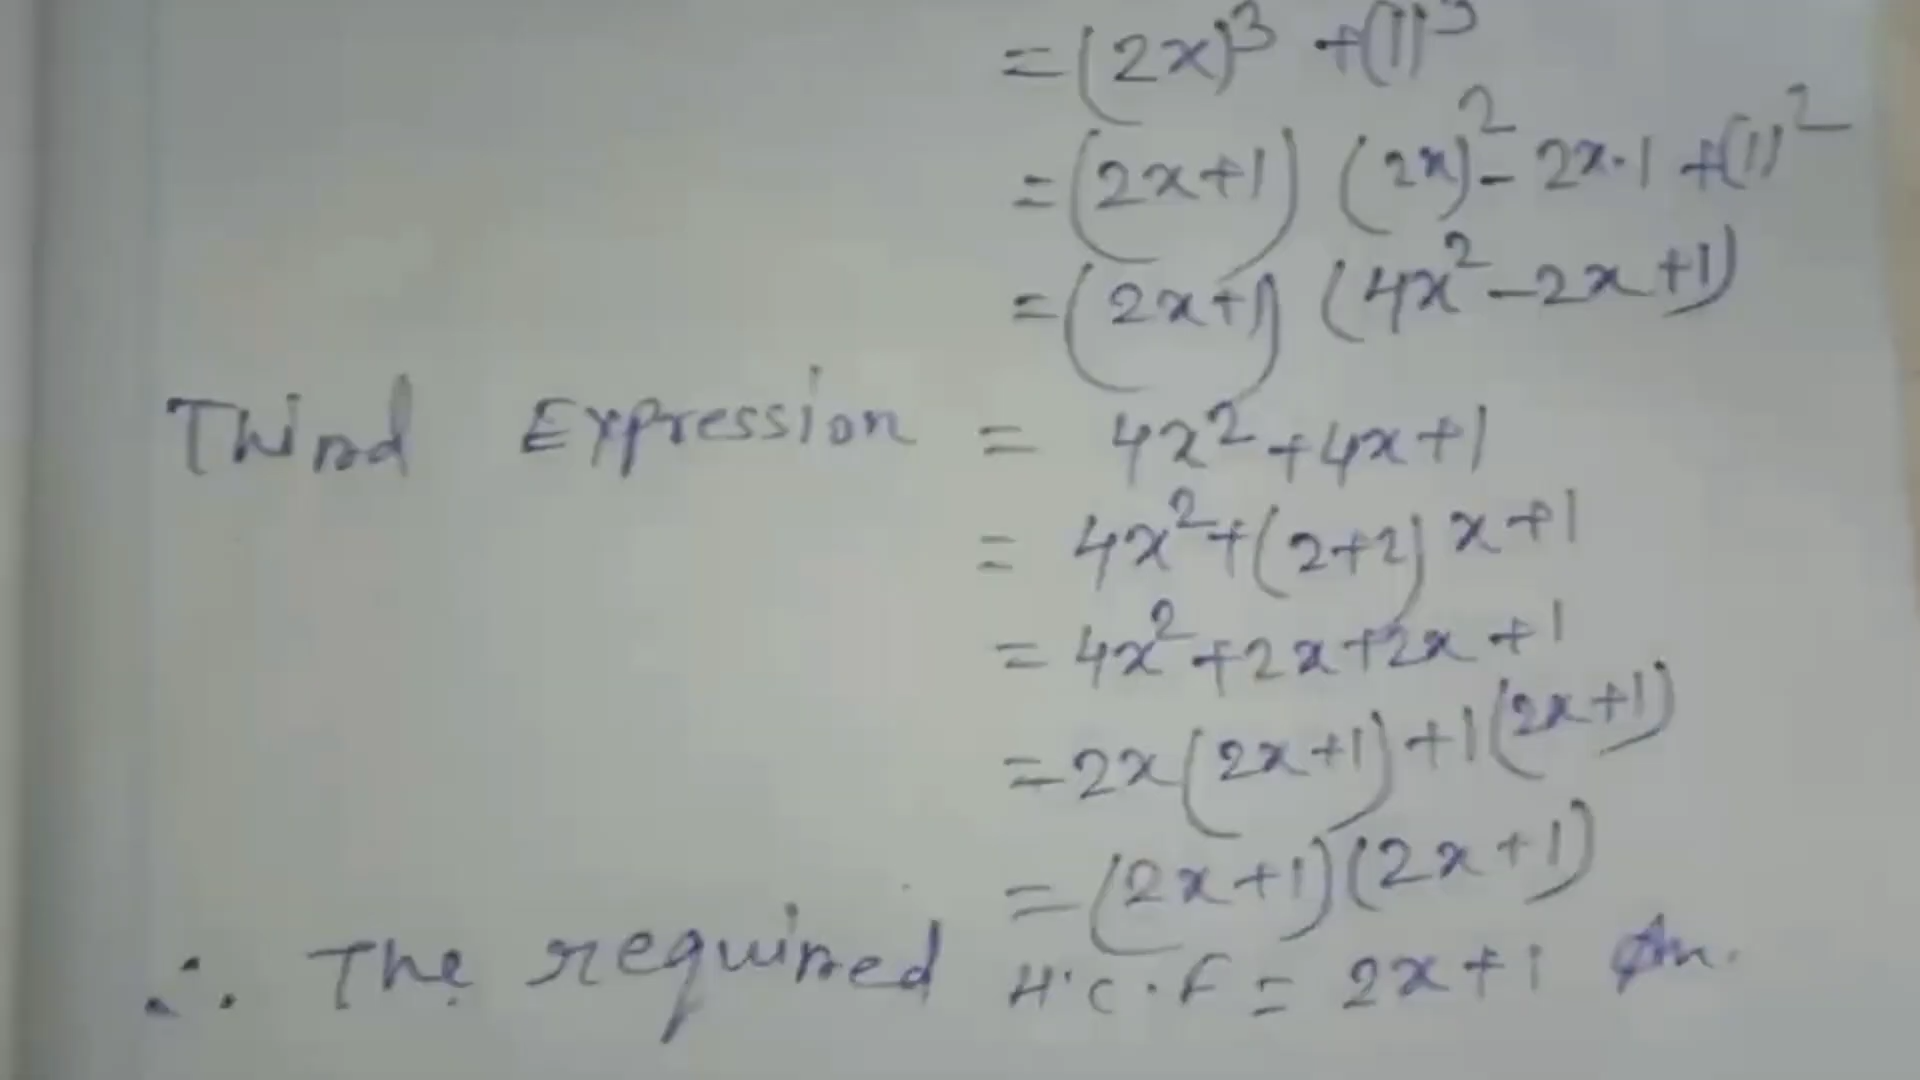 = (2x)³ + (1)³
= (2x+1) (2x)² - 2x·1 + (1)²
= (2x+1) (4x² - 2x + 1)
Third Expression = 4x² + 4x + 1
= 4x² + (2+2) x + 1
= 4x² + 2x + 2x + 1
= 2x (2x+1) + 1 (2x+1)
= (2x+1) (2x+1)
∴ The required H.C.F = 2x + 1 An.